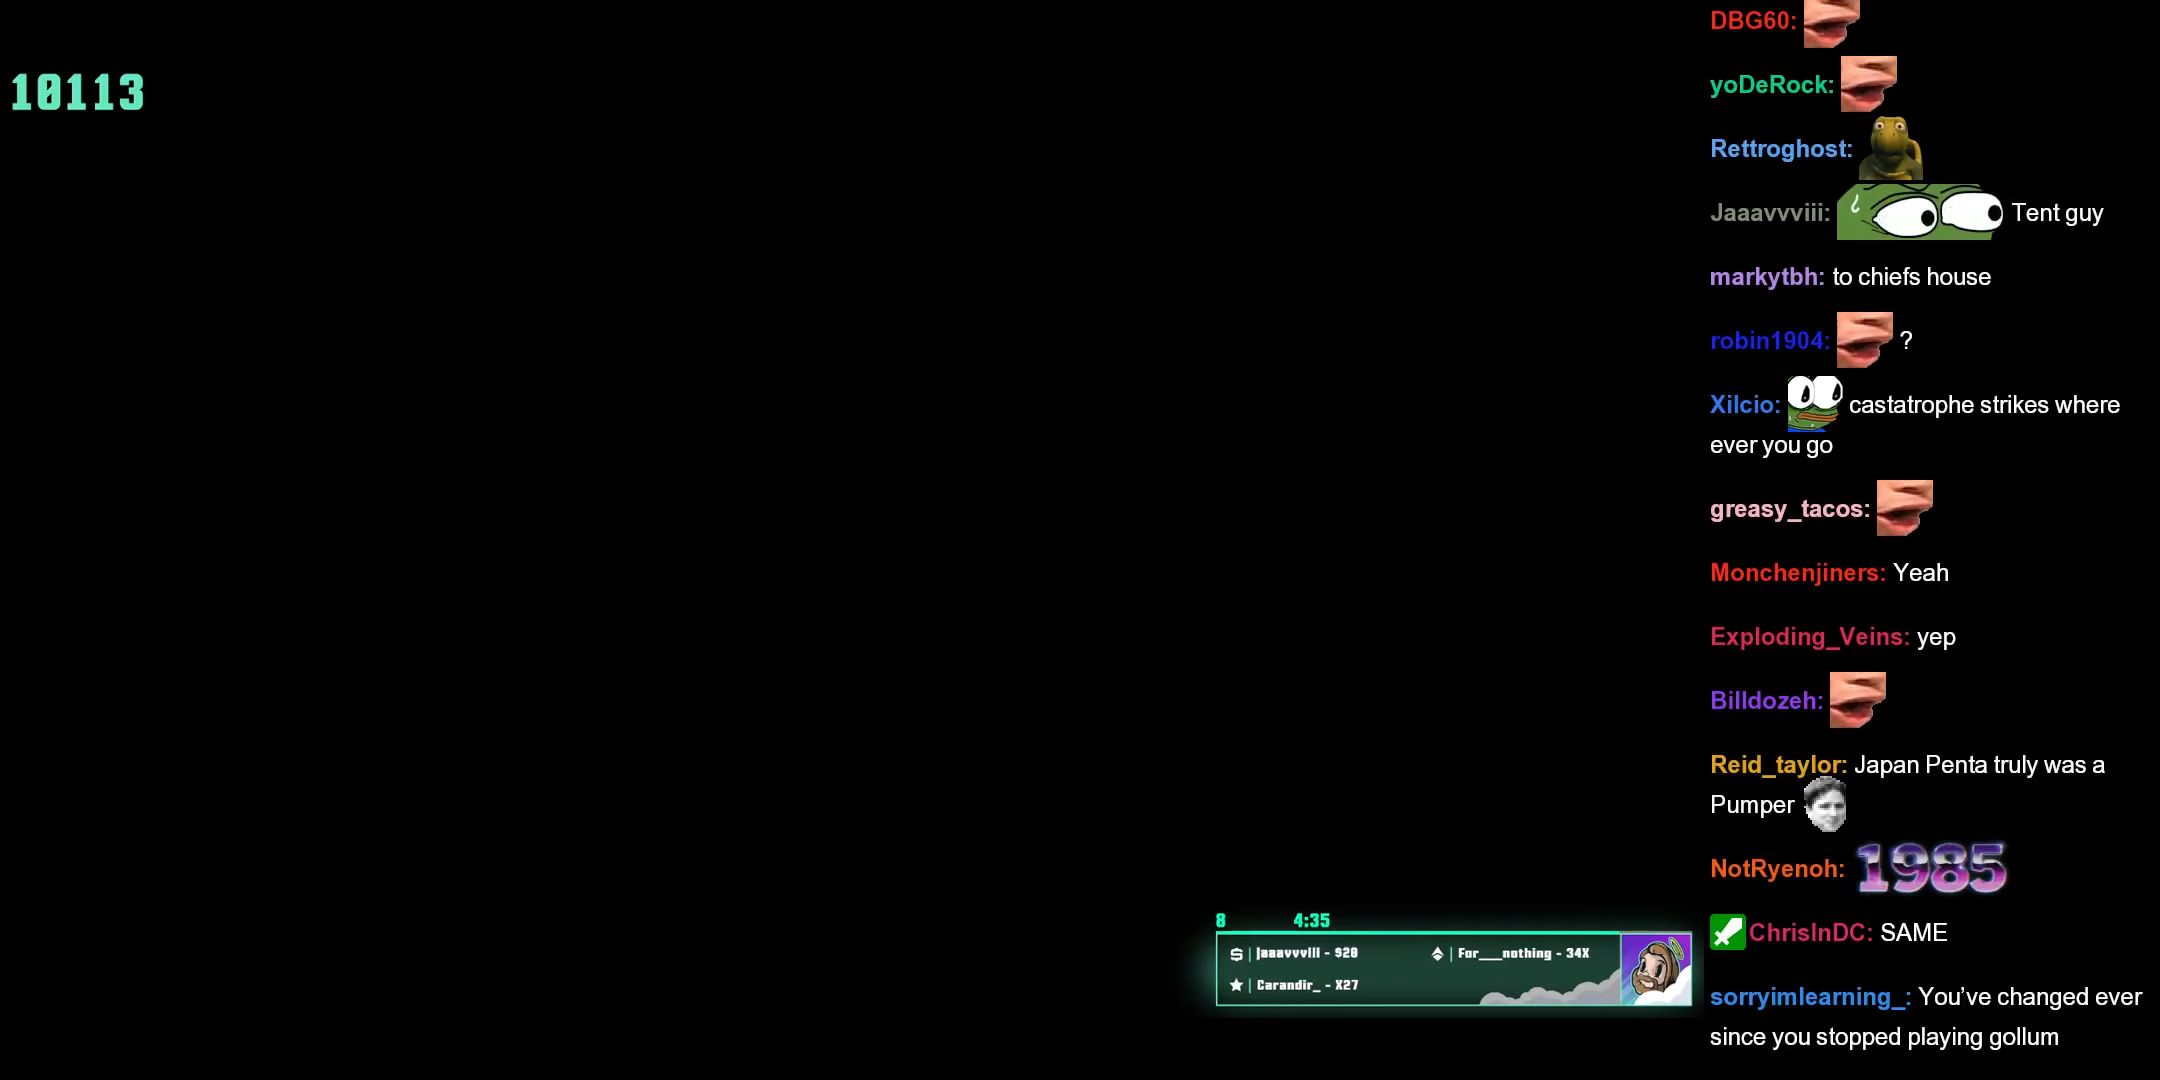 10113
DBG60:
yoDeRock:
Rettroghost:
Jaaavvviii: Tent guy
markytbh: to chiefs house
robin1904: ?
Xilcio: castatrophe strikes where
ever you go
greasy_tacos:
Monchenjiners: Yeah
Exploding_Veins: yep
Billdozeh:
Reid_taylor: Japan Penta truly was a
Pumper
NotRyenoh: 1985
ChrisInDC: SAME
sorryimlearning_: You’ve changed ever
since you stopped playing gollum
8 4:35
$ | Jaaavvviii - $20
For___nothing - 34X
Carandir_ - X27